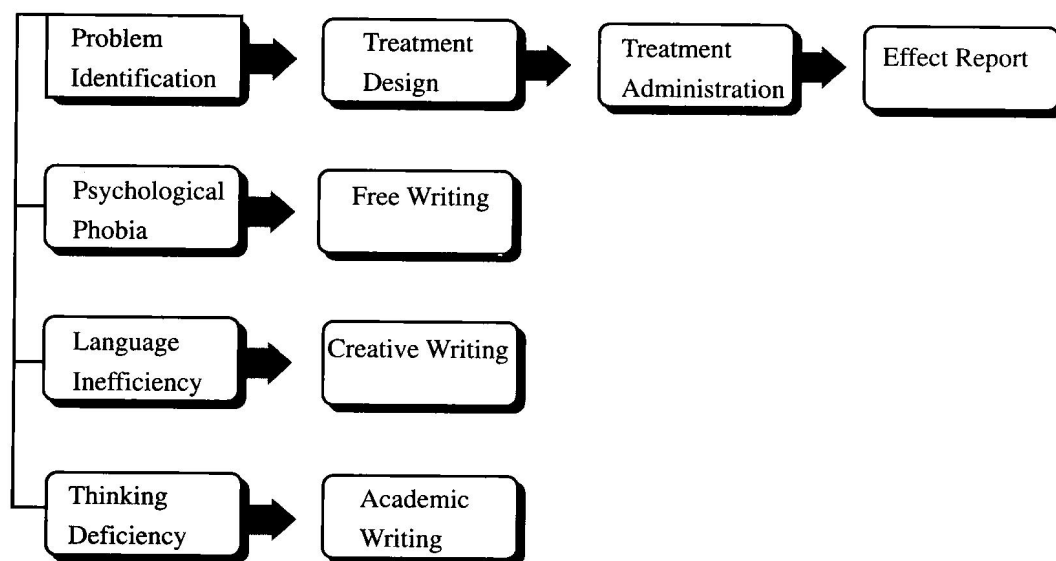 Problem
Identification
Treatment
Design
Treatment
Administration
Effect Report
Psychological
Phobia
Free Writing
Language
Inefficiency
Creative Writing
Thinking
Deficiency
Academic
Writing